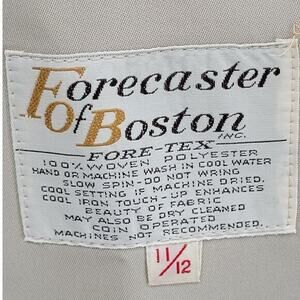 Forecaster
of Boston
INC.
FORE-TEX
100% WOVEN POLYESTER
HAND OR MACHINE WASH IN COOL WATER
SLOW SPIN-DO NOT WRING
COOL SETTING IF MACHINE DRIED.
COOL IRON TOUCH-UP ENHANCES
BEAUTY OF FABRIC
MAY ALSO BE DRY CLEANED
COIN OPERATED
MACHINES NOT RECOMMENDED.
11/12